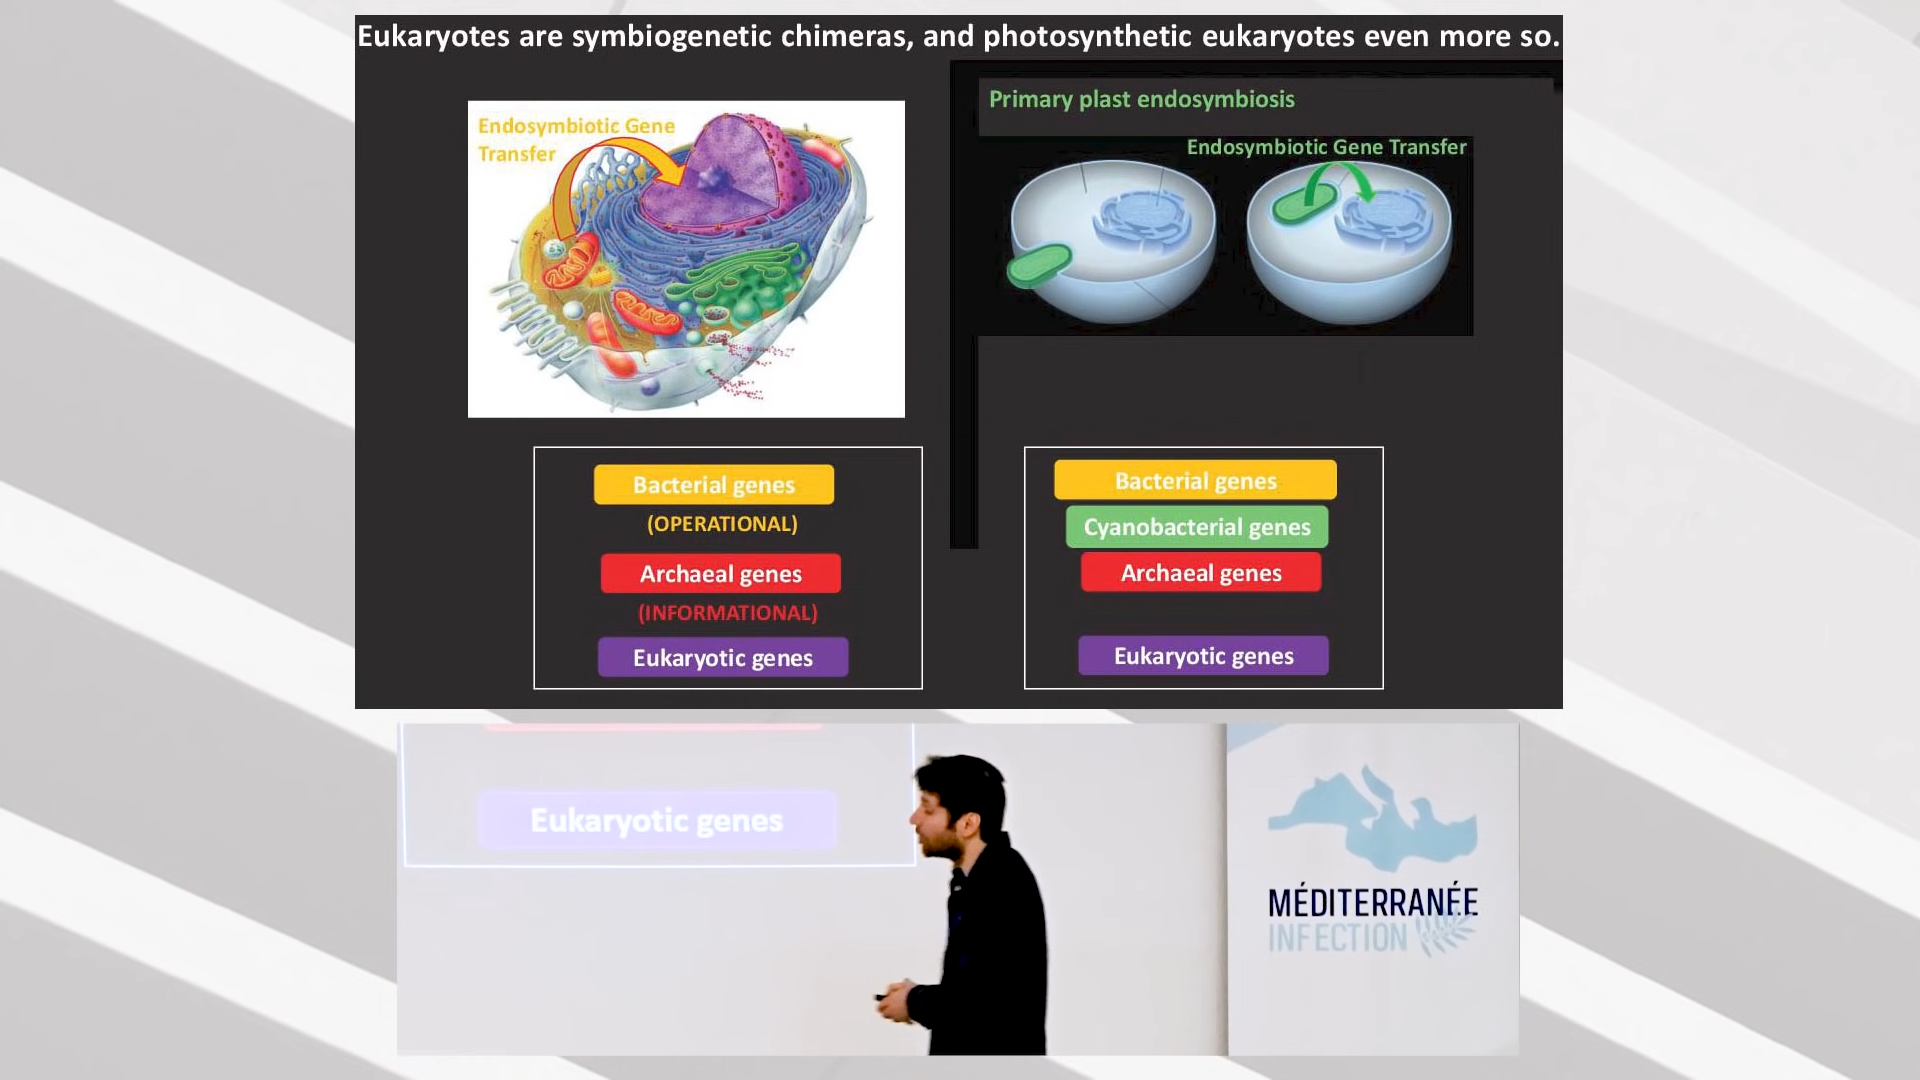 Eukaryotes are symbiogenetic chimeras, and photosynthetic eukaryotes even more so.
Endosymbiotic Gene
Transfer
Primary plast endosymbiosis
Endosymbiotic Gene Transfer
Bacterial genes
(OPERATIONAL)
Archaeal genes
(INFORMATIONAL)
Eukaryotic genes
Bacterial genes
Cyanobacterial genes
Archaeal genes
Eukaryotic genes
Eukaryotic genes
MÉDITERRANÉE
INFECTION